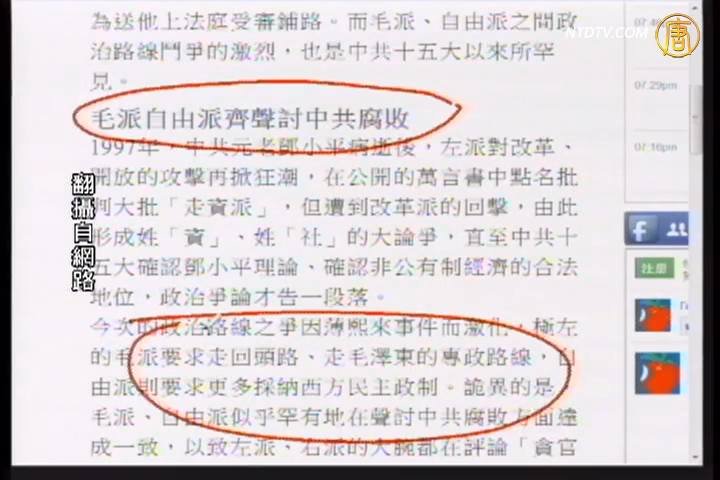 為送他上法庭受審鋪路。而毛派、自由派之間政
治路線鬥爭的激烈，也是中共十五大以來所罕
見。
毛派自由派齊聲討中共腐敗
1997年，中共元老鄧小平病逝後，左派對改革、
開放的攻擊再掀狂潮，在公開的萬言書中點名批
判大批「走資派」，但遭到改革派的回擊，由此
形成姓「資」、姓「社」的大論爭，直至中共十
五大確認鄧小平理論、確認非公有制經濟的合法
地位，政治爭論才告一段落。
今次的政治路線之爭因薄熙來事件而激化，極左
的毛派要求走回頭路、走毛澤東的專政路線，自
由派則要求更多採納西方民主政制。詭異的是，
毛派、自由派似乎罕有地在聲討中共腐敗方面達
成一致，以致左派、右派的大腕都在評論「貪官
翻攝自網路
NTDTV.COM
唐
07:29pm
07:16pm
f
注册